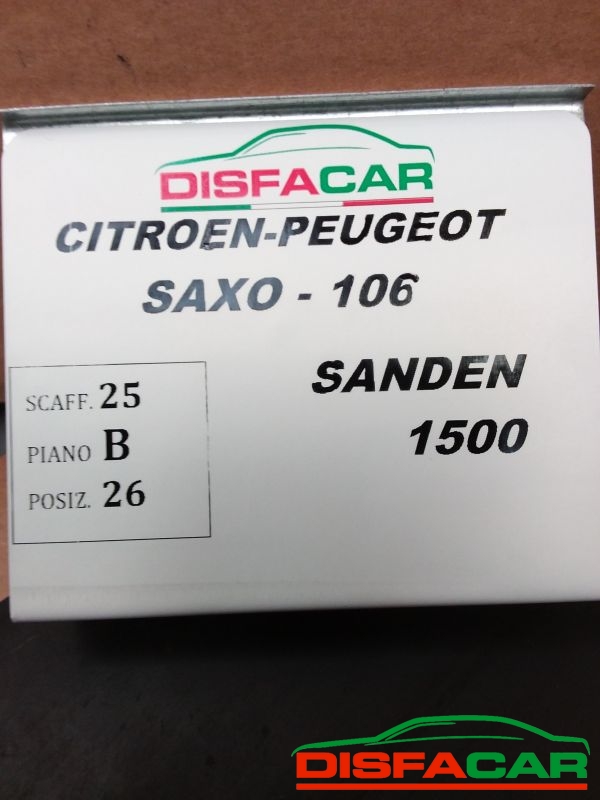 DISFACAR
CITROEN-PEUGEOT
SAXO - 106
SANDEN
1500
SCAFF. 25
PIANO B
POSIZ. 26
DISFACAR